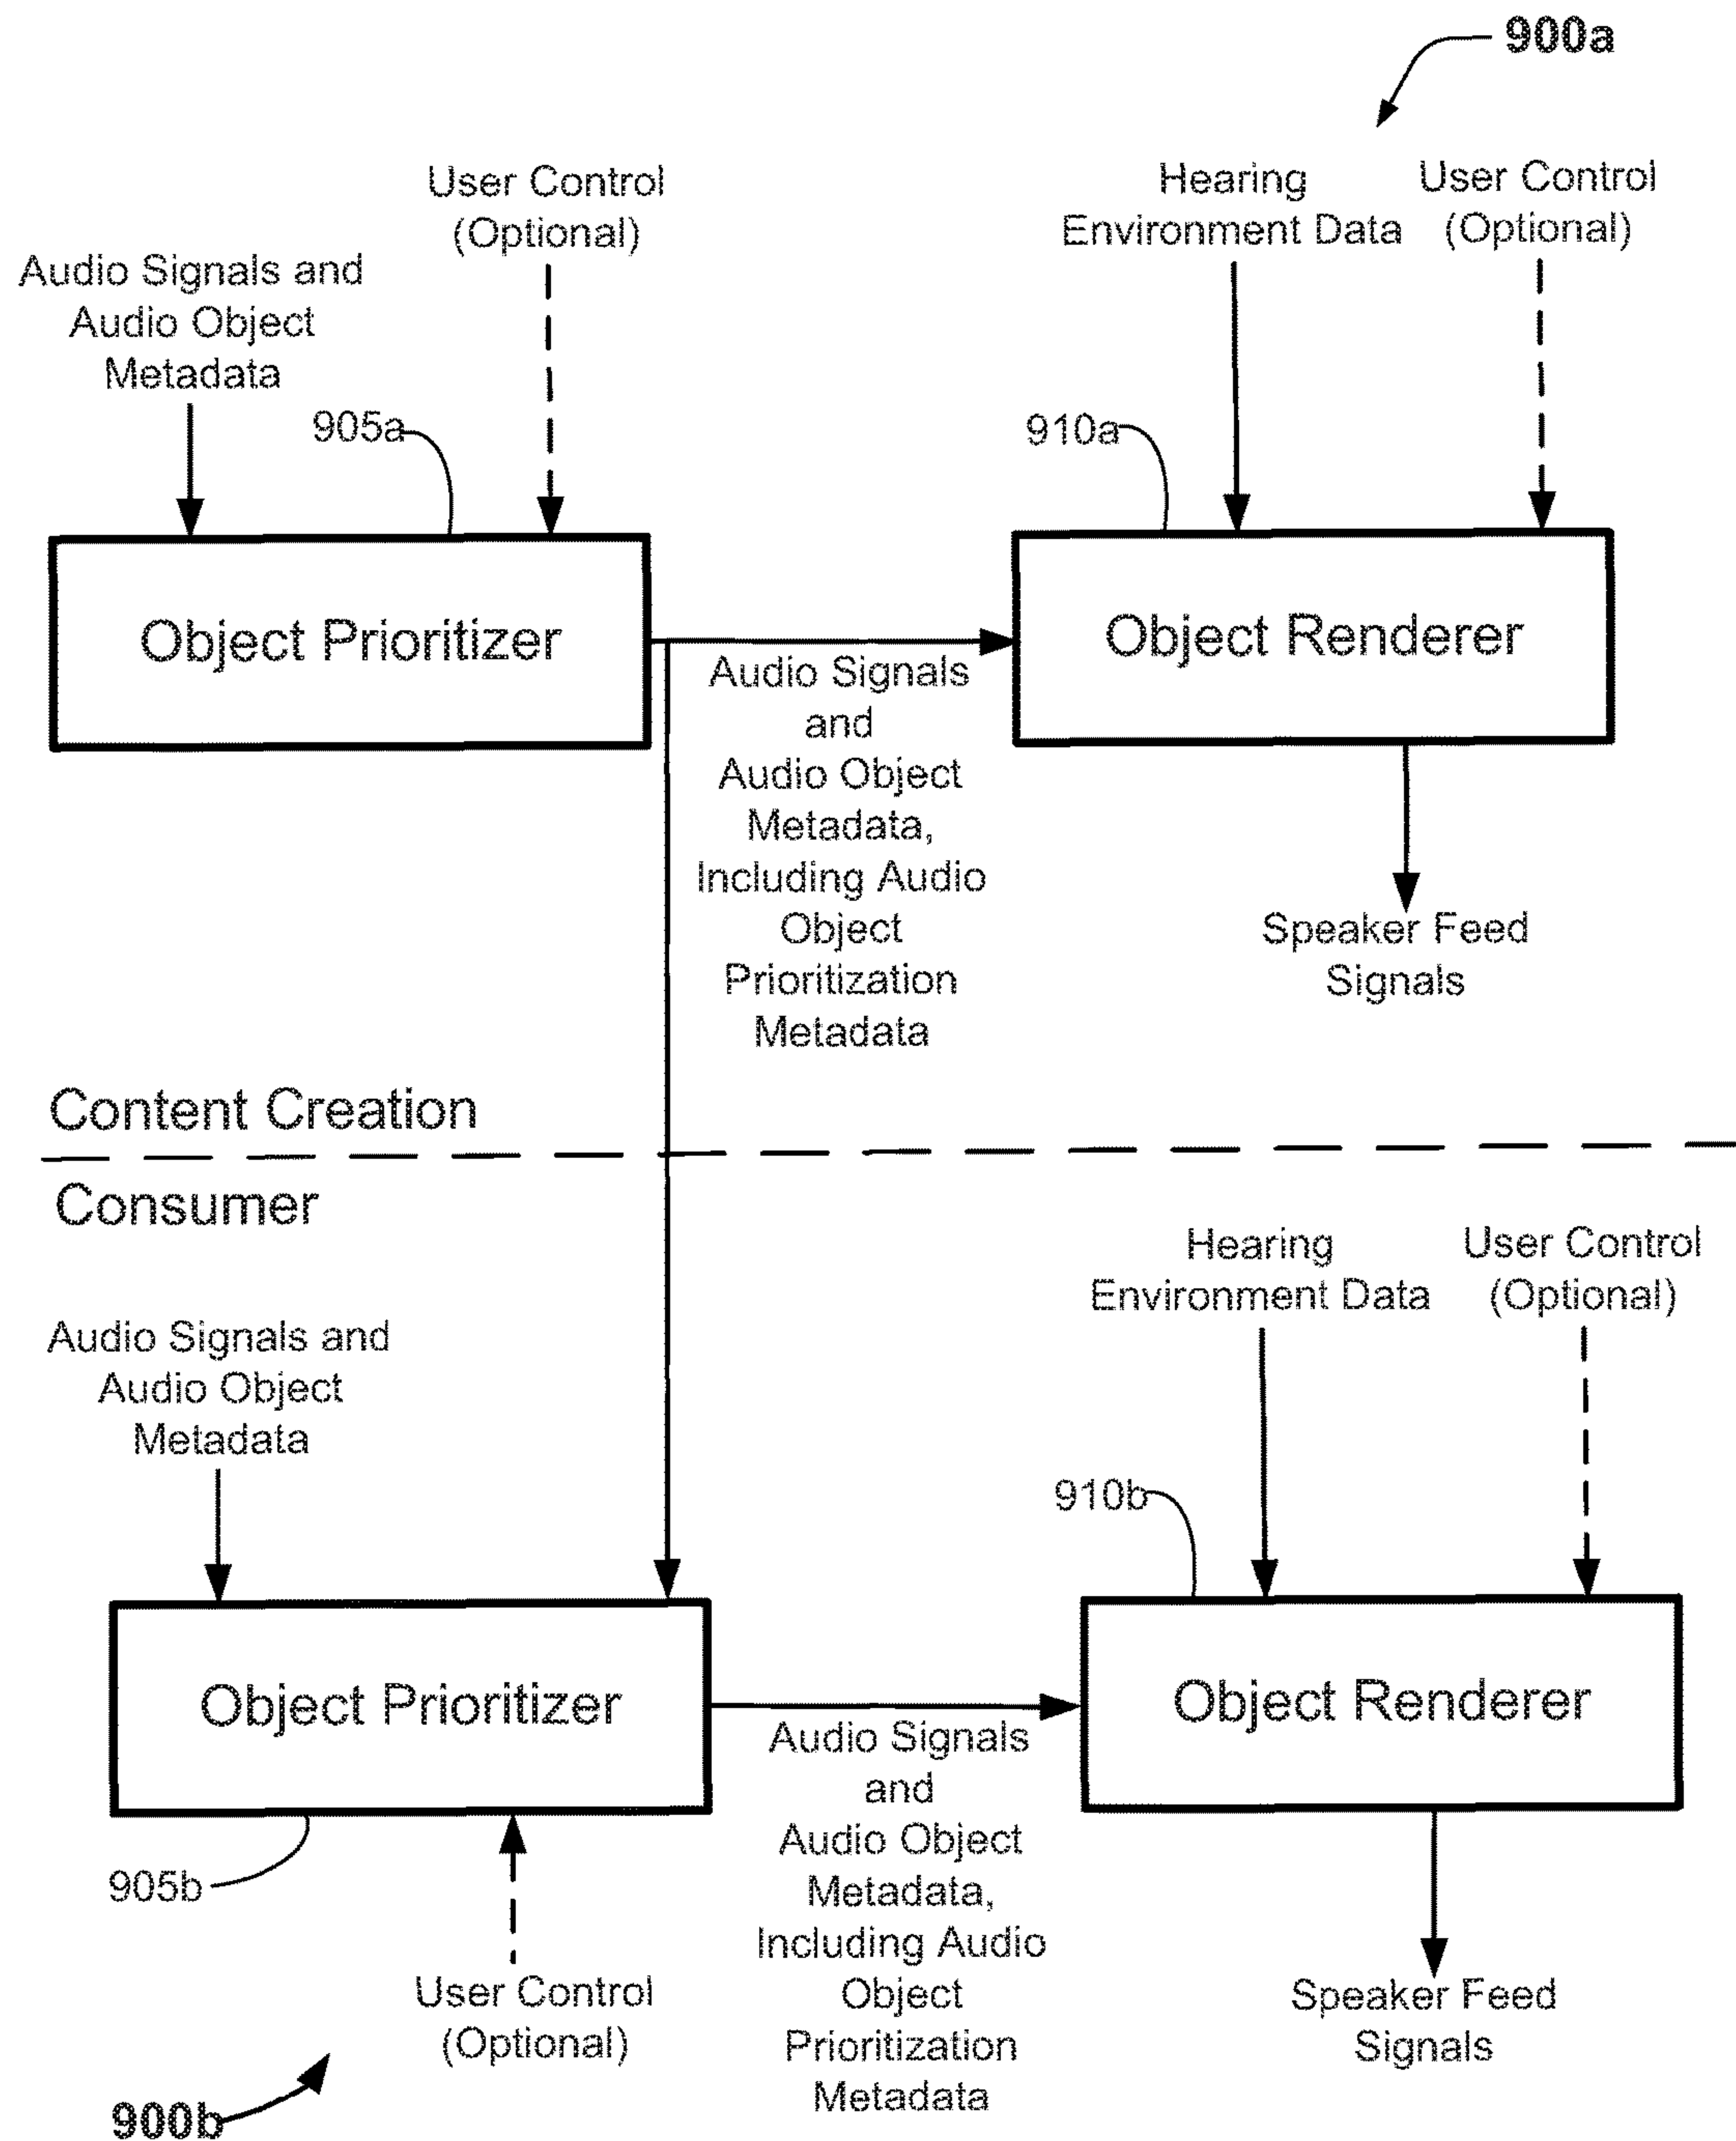 900a
User Control
(Optional)
Hearing
Environment Data
User Control
(Optional)
Audio Signals and
Audio Object
Metadata
905a
910a
Object Prioritizer
Object Renderer
Audio Signals
and
Audio Object
Metadata,
Including Audio
Object
Prioritization
Metadata
Speaker Feed
Signals
Content Creation
Consumer
Hearing
Environment Data
User Control
(Optional)
Audio Signals and
Audio Object
Metadata
910b
Object Prioritizer
Object Renderer
Audio Signals
and
Audio Object
Metadata,
Including Audio
Object
Prioritization
Metadata
905b
User Control
(Optional)
Speaker Feed
Signals
900b